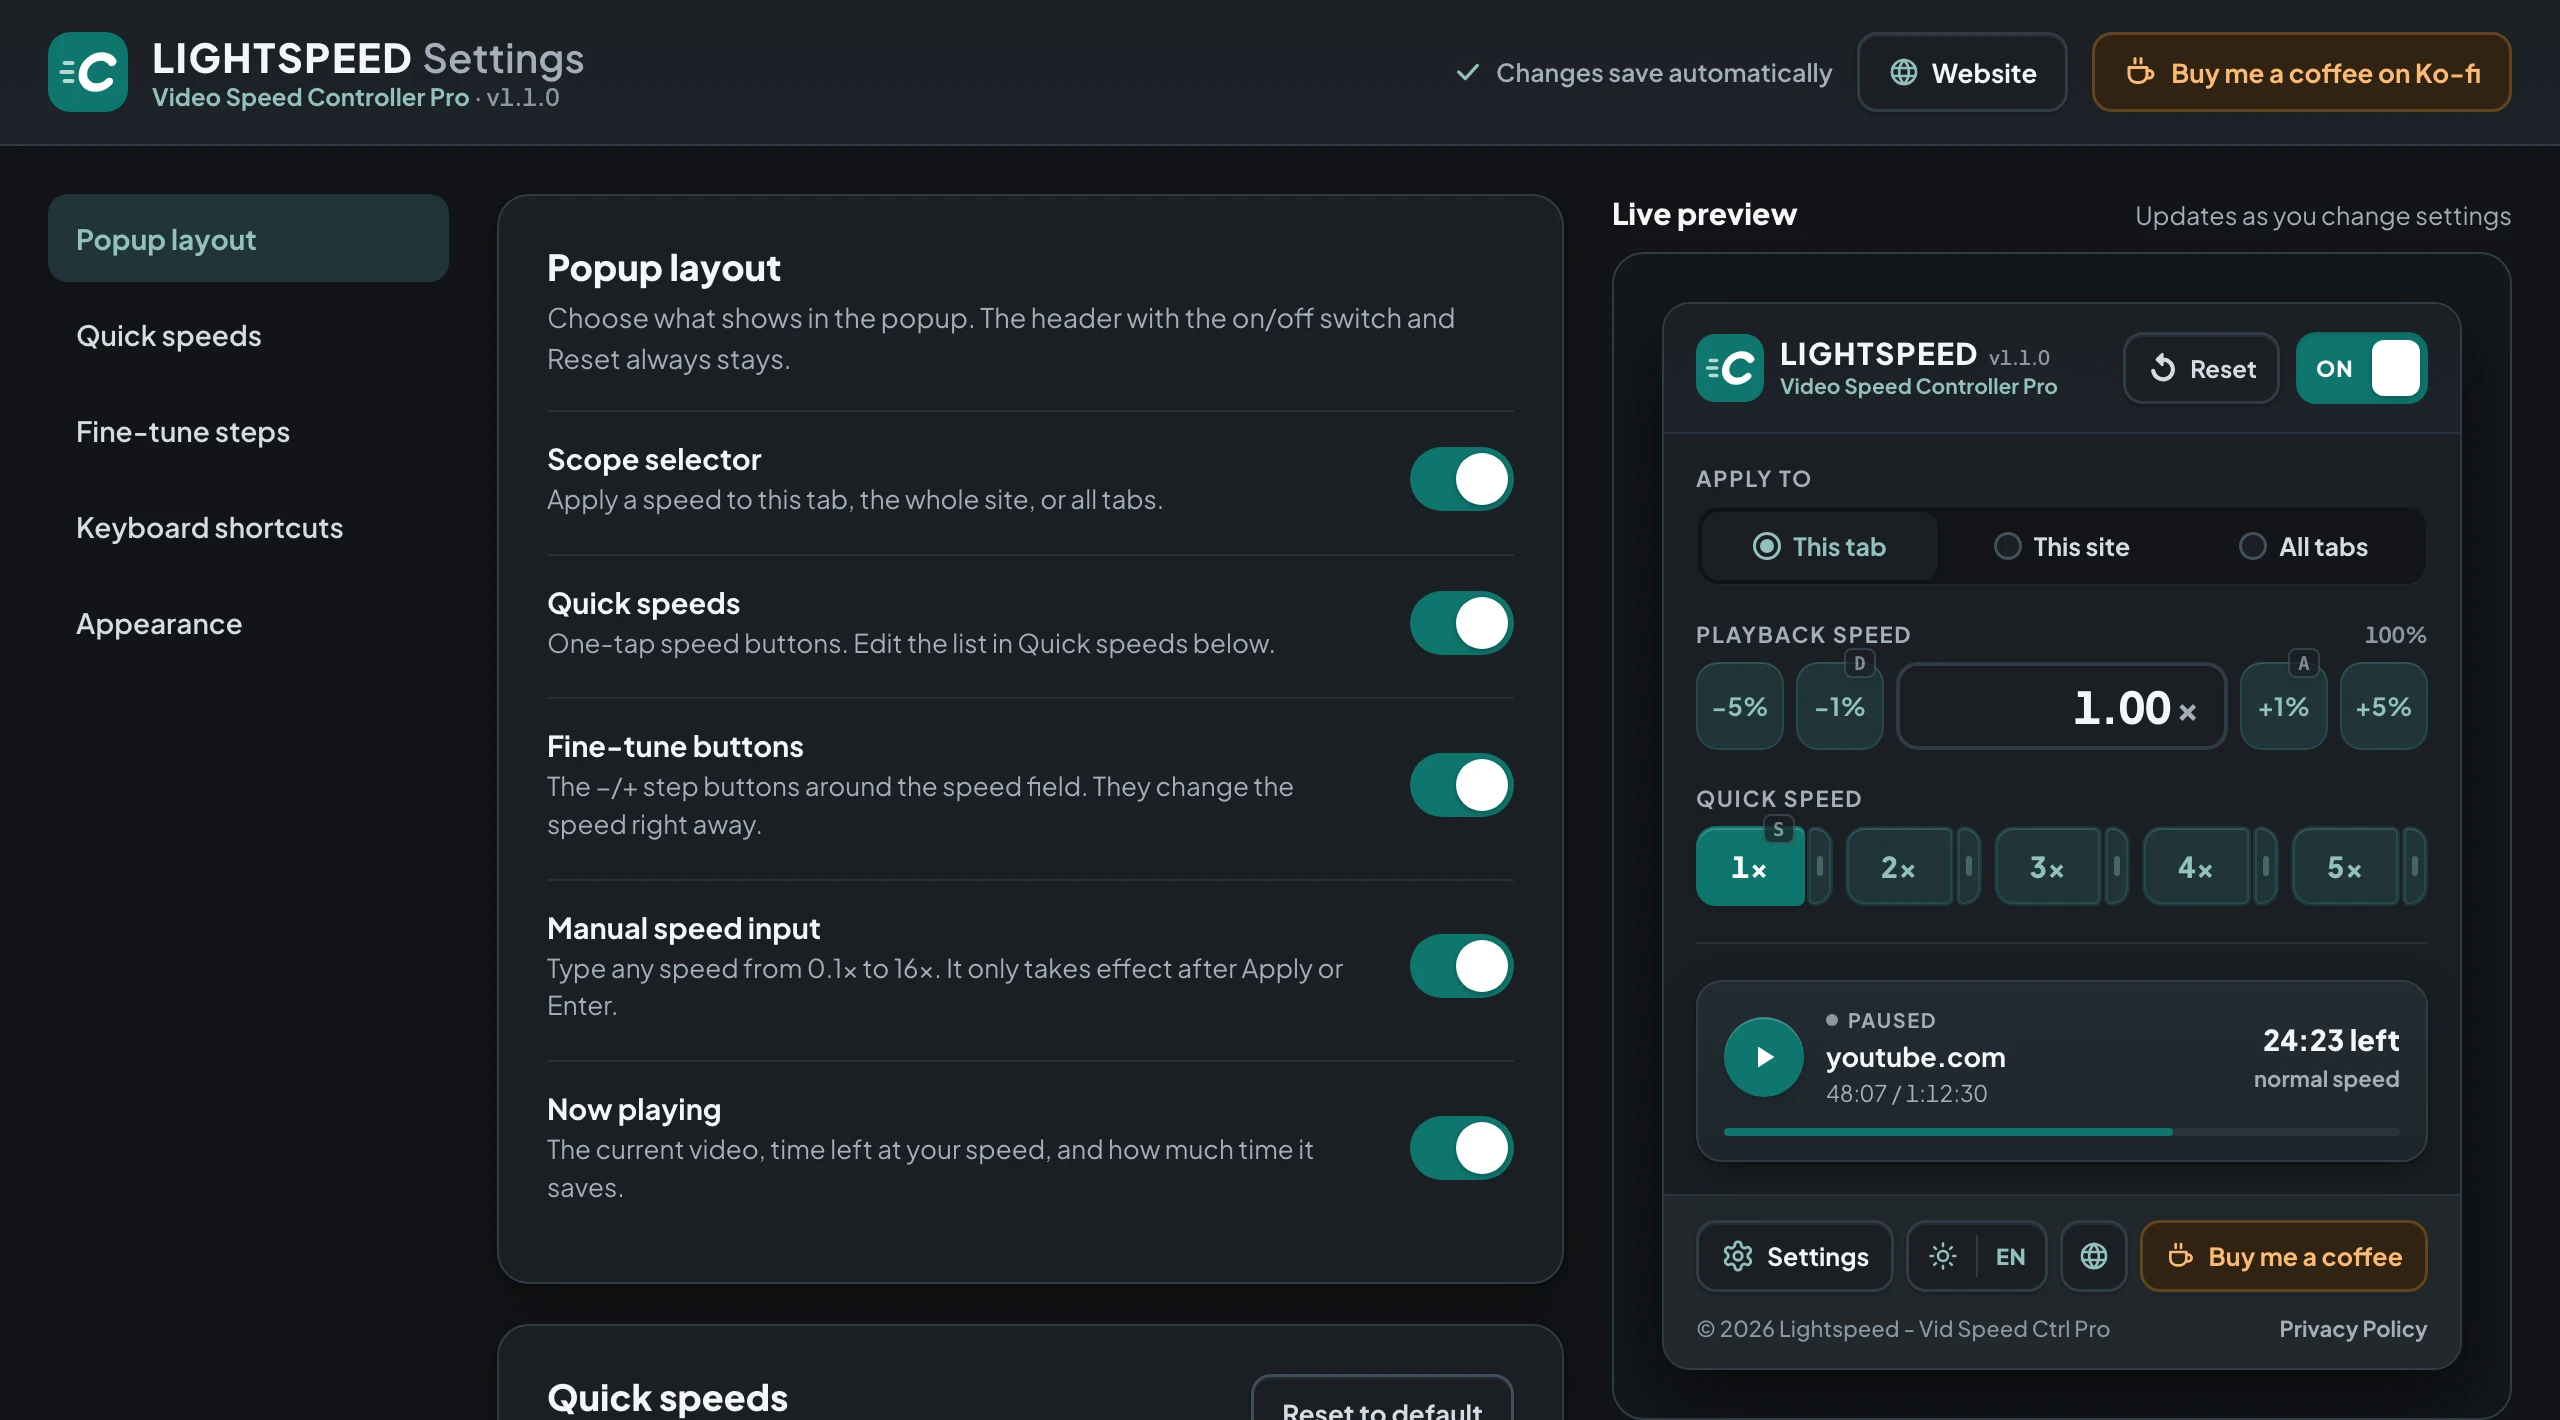 LIGHTSPEED Settings
Video Speed Controller Pro · v1.1.0
Changes save automatically
Website
Buy me a coffee on Ko-fi
Popup layout
Quick speeds
Fine-tune steps
Keyboard shortcuts
Appearance
Popup layout
Choose what shows in the popup. The header with the on/off switch and
Reset always stays.
Scope selector
Apply a speed to this tab, the whole site, or all tabs.
Quick speeds
One-tap speed buttons. Edit the list in Quick speeds below.
Fine-tune buttons
The −/+ step buttons around the speed field. They change the
speed right away.
Manual speed input
Type any speed from 0.1× to 16×. It only takes effect after Apply or
Enter.
Now playing
The current video, time left at your speed, and how much time it
saves.
Quick speeds
Reset to default
Live preview
Updates as you change settings
LIGHTSPEED v1.1.0
Video Speed Controller Pro
Reset
ON
APPLY TO
This tab
This site
All tabs
PLAYBACK SPEED
100%
−5%
D
−1%
1.00×
A
+1%
+5%
QUICK SPEED
S
1×
2×
3×
4×
5×
PAUSED
youtube.com
48:07 / 1:12:30
24:23 left
normal speed
Settings
EN
Buy me a coffee
© 2026 Lightspeed - Vid Speed Ctrl Pro
Privacy Policy